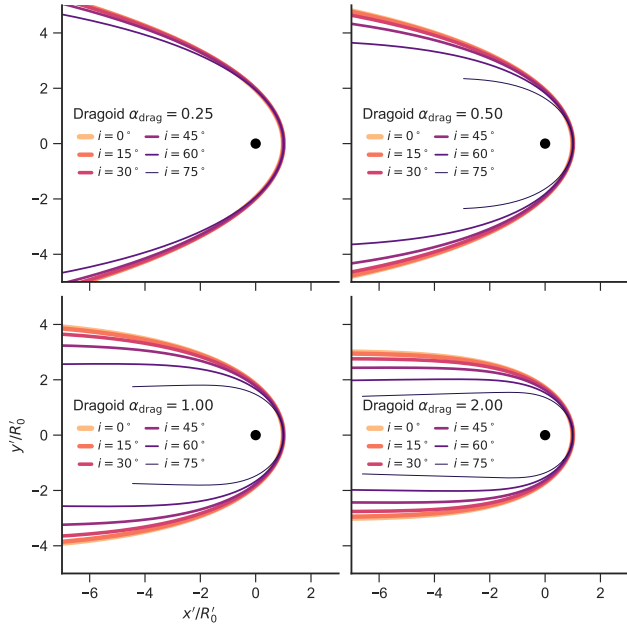 4
2
0
−2
−4
Dragoid α_drag = 0.25
i = 0° i = 45°
i = 15° i = 60°
i = 30° i = 75°
Dragoid α_drag = 0.50
i = 0° i = 45°
i = 15° i = 60°
i = 30° i = 75°
4
2
0
−2
−4
y′/R′₀
Dragoid α_drag = 1.00
i = 0° i = 45°
i = 15° i = 60°
i = 30° i = 75°
−6 −4 −2 0 2
x′/R′₀
Dragoid α_drag = 2.00
i = 0° i = 45°
i = 15° i = 60°
i = 30° i = 75°
−6 −4 −2 0 2
x′/R′₀